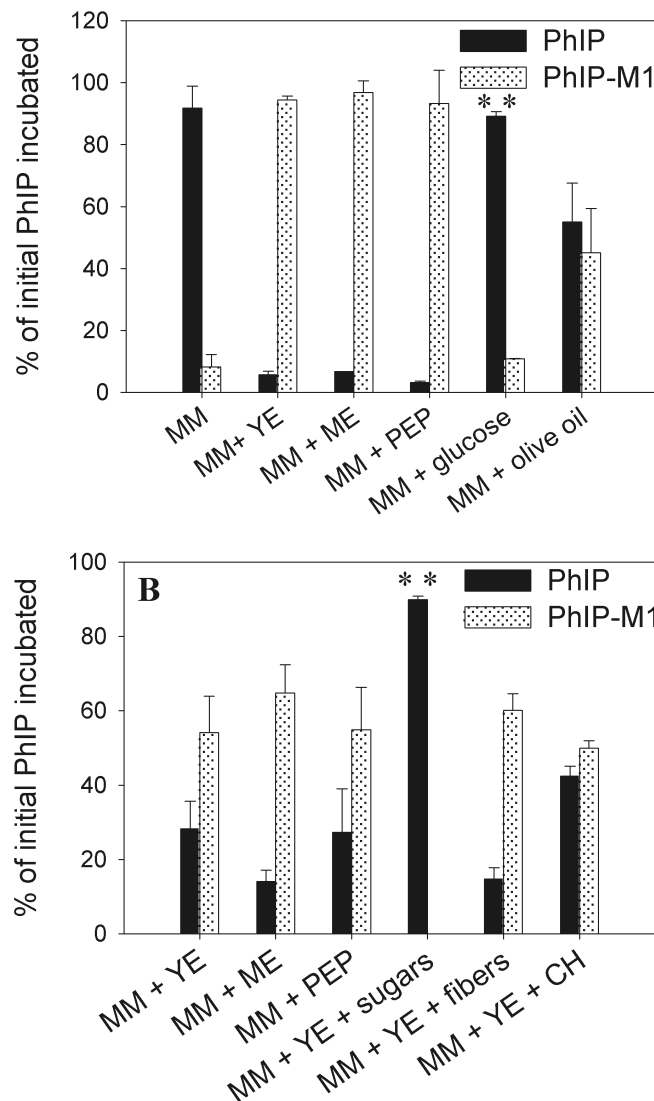 % of initial PhIP incubated
120
100
80
60
40
20
0
PhIP
PhIP-M1
* *
MM
MM+ YE
MM + ME
MM + PEP
MM + glucose
MM + olive oil
% of initial PhIP incubated
100
80
60
40
20
0
B
* *
PhIP
PhIP-M1
MM + YE
MM + ME
MM + PEP
MM + YE + sugars
MM + YE + fibers
MM + YE + CH